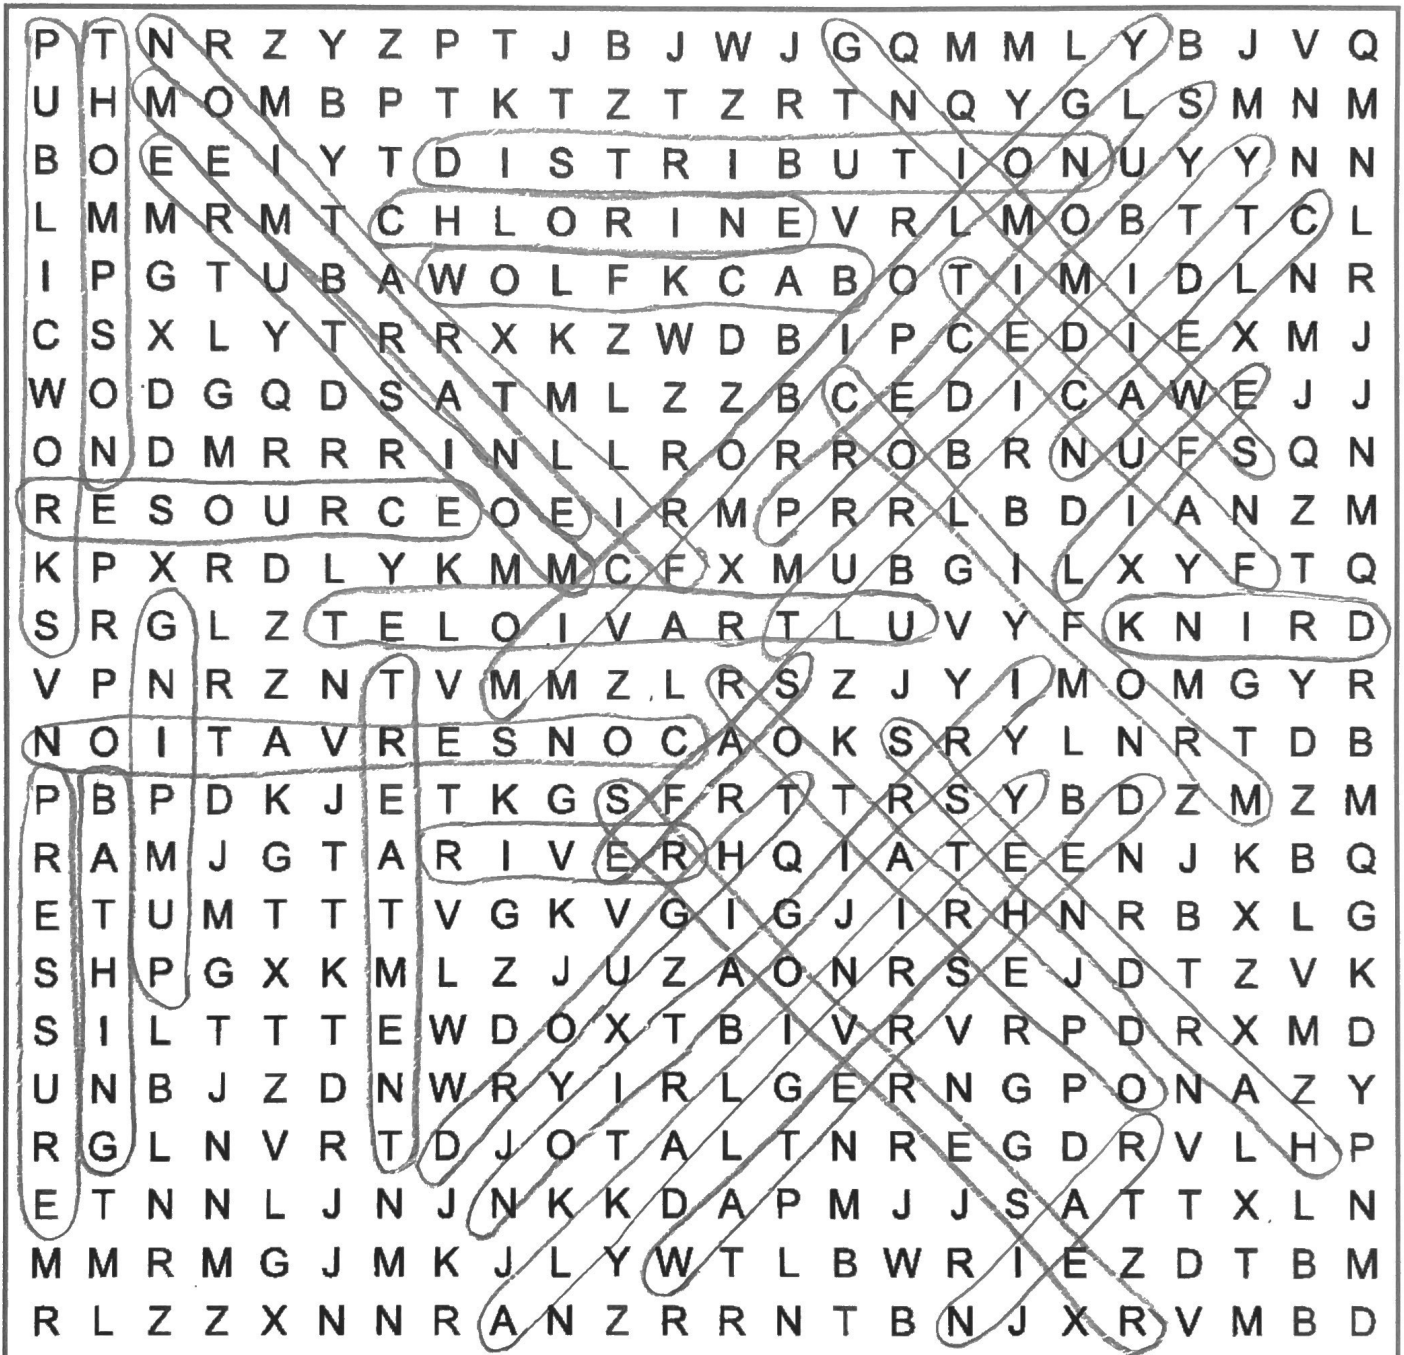 P T N R Z Y Z P T J B J W J G Q M M L Y B J V Q
U H M O M B P T K T Z T Z R T N Q Y G L S M N M
B O E E I Y T D I S T R I B U T I O N U Y Y N N
L M M R M T C H L O R I N E V R L M O B T T C L
I P G T U B A W O L F K C A B O T I M I D L N R
C S X L Y T R R X K Z W D B I P C E D I E X M J
W O D G Q D S A T M L Z Z B C E D I C A W E J J
O N D M R R R I N L L R O R R O B R N U F S Q N
R E S O U R C E O E I R M P R R L B D I A N Z M
K P X R D L Y K M M C F X M U B G I L X Y F T Q
S R G L Z T E L O I V A R T L U V Y F K N I R D
V P N R Z N T V M M Z L R S Z J Y I M O M G Y R
N O I T A V R E S N O C A O K S R Y L N R T D B
P B P D K J E T K G S F R T T R S Y B D Z M Z M
R A M J G T A R I V E R H Q I A T E E N J K B Q
E T U M T T T V G K V G I G J I R H N R B X L G
S H P G X K M L Z J U Z A O N R S E J D T Z V K
S I L T T T E W D O X T B I V R V R P D R X M D
U N B J Z D N W R Y I R L G E R N G P O N A Z Y
R G L N V R T D J O T A L T N R E G D R V L H P
E T N N L J N J N K K D A P M J J S A T T X L N
M M R M G J M K J L Y W T L B W R I E Z D T B M
R L Z Z X N N R A N Z R R N T B N J X R V M B D